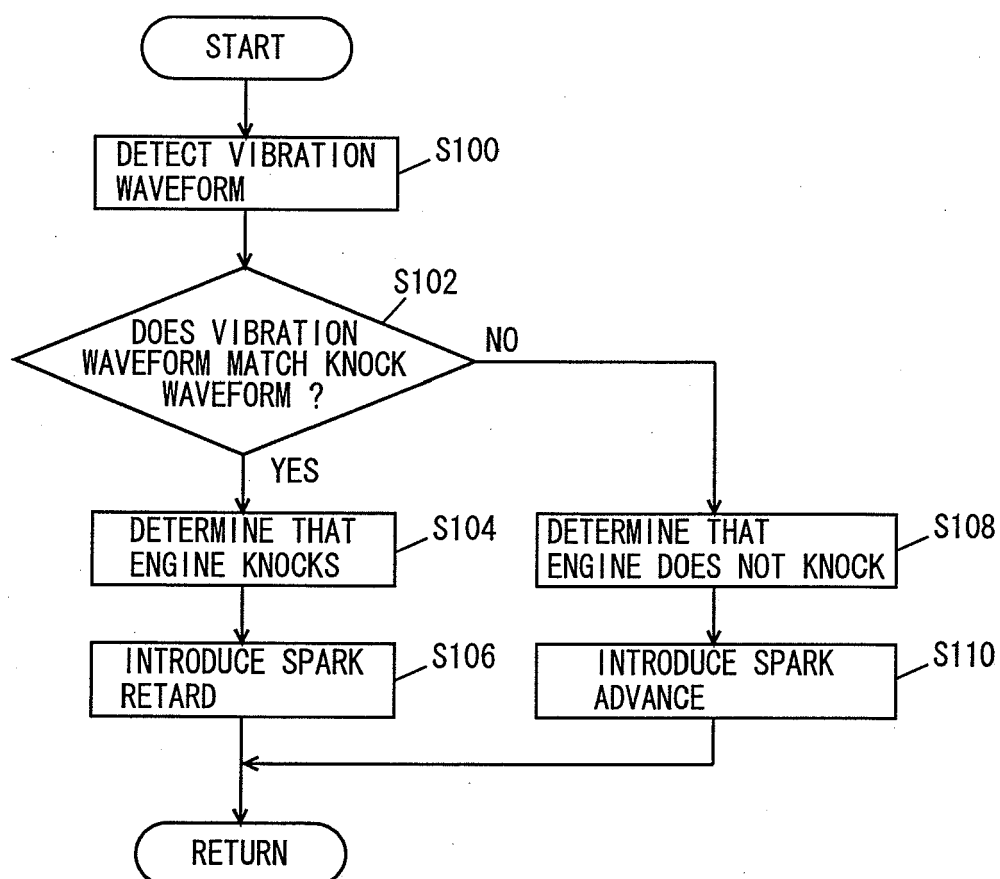 START
DETECT VIBRATION
WAVEFORM
S100
S102
DOES VIBRATION
WAVEFORM MATCH KNOCK
WAVEFORM ?
NO
YES
DETERMINE THAT
ENGINE KNOCKS
S104
DETERMINE THAT
ENGINE DOES NOT KNOCK
S108
INTRODUCE SPARK
RETARD
S106
INTRODUCE SPARK
ADVANCE
S110
RETURN